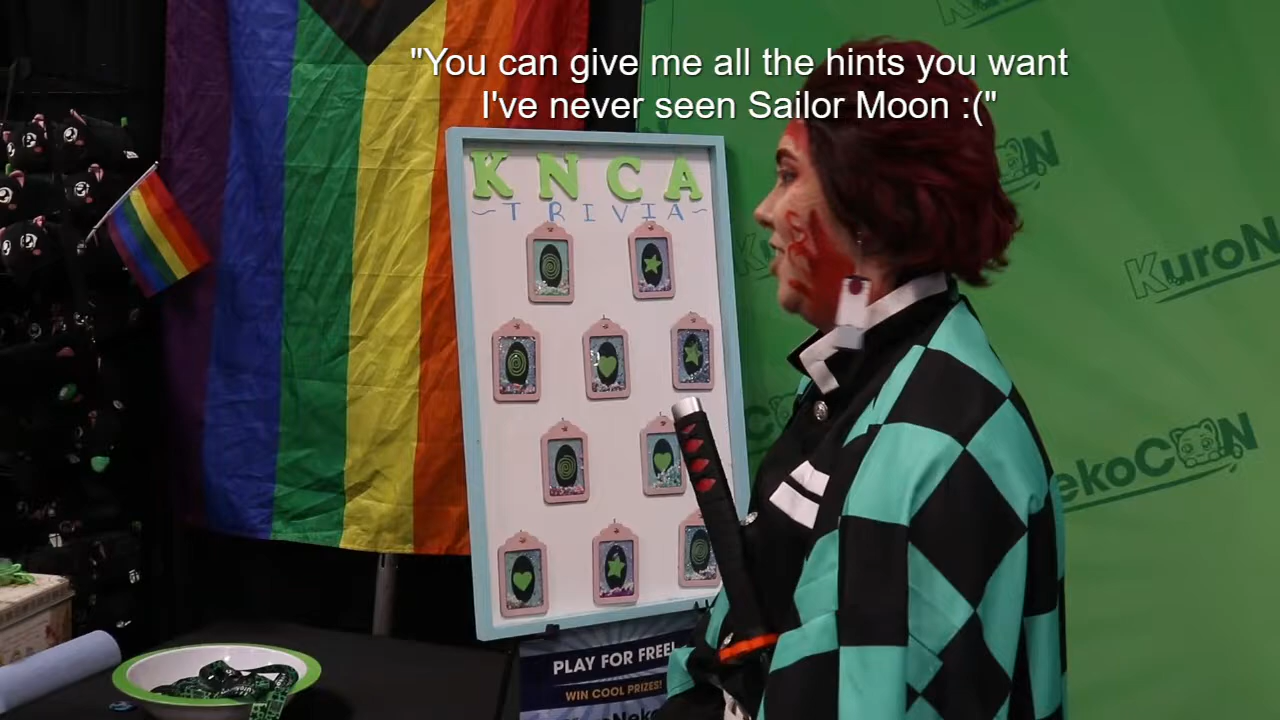 "You can give me all the hints you want
I've never seen Sailor Moon :("
KNCA
~TRIVIA~
KuroN
ekoCON
PLAY FOR FREE!
WIN COOL PRIZES!